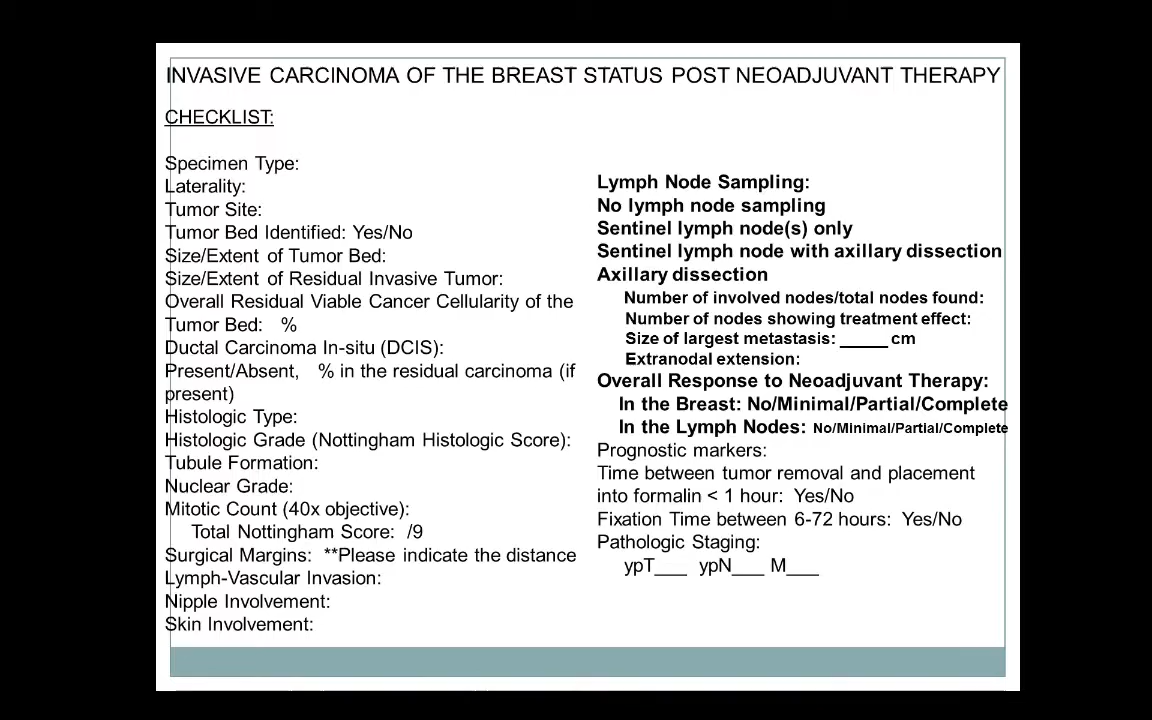 INVASIVE CARCINOMA OF THE BREAST STATUS POST NEOADJUVANT THERAPY
CHECKLIST:
Specimen Type:
Laterality:
Tumor Site:
Tumor Bed Identified: Yes/No
Size/Extent of Tumor Bed:
Size/Extent of Residual Invasive Tumor:
Overall Residual Viable Cancer Cellularity of the
Tumor Bed: %
Ductal Carcinoma In-situ (DCIS):
Present/Absent, % in the residual carcinoma (if
present)
Histologic Type:
Histologic Grade (Nottingham Histologic Score):
Tubule Formation:
Nuclear Grade:
Mitotic Count (40x objective):
Total Nottingham Score: /9
Surgical Margins: **Please indicate the distance
Lymph-Vascular Invasion:
Nipple Involvement:
Skin Involvement:
Lymph Node Sampling:
No lymph node sampling
Sentinel lymph node(s) only
Sentinel lymph node with axillary dissection
Axillary dissection
Number of involved nodes/total nodes found:
Number of nodes showing treatment effect:
Size of largest metastasis: _____ cm
Extranodal extension:
Overall Response to Neoadjuvant Therapy:
In the Breast: No/Minimal/Partial/Complete
In the Lymph Nodes: No/Minimal/Partial/Complete
Prognostic markers:
Time between tumor removal and placement
into formalin < 1 hour: Yes/No
Fixation Time between 6-72 hours: Yes/No
Pathologic Staging:
ypT___ ypN___ M___